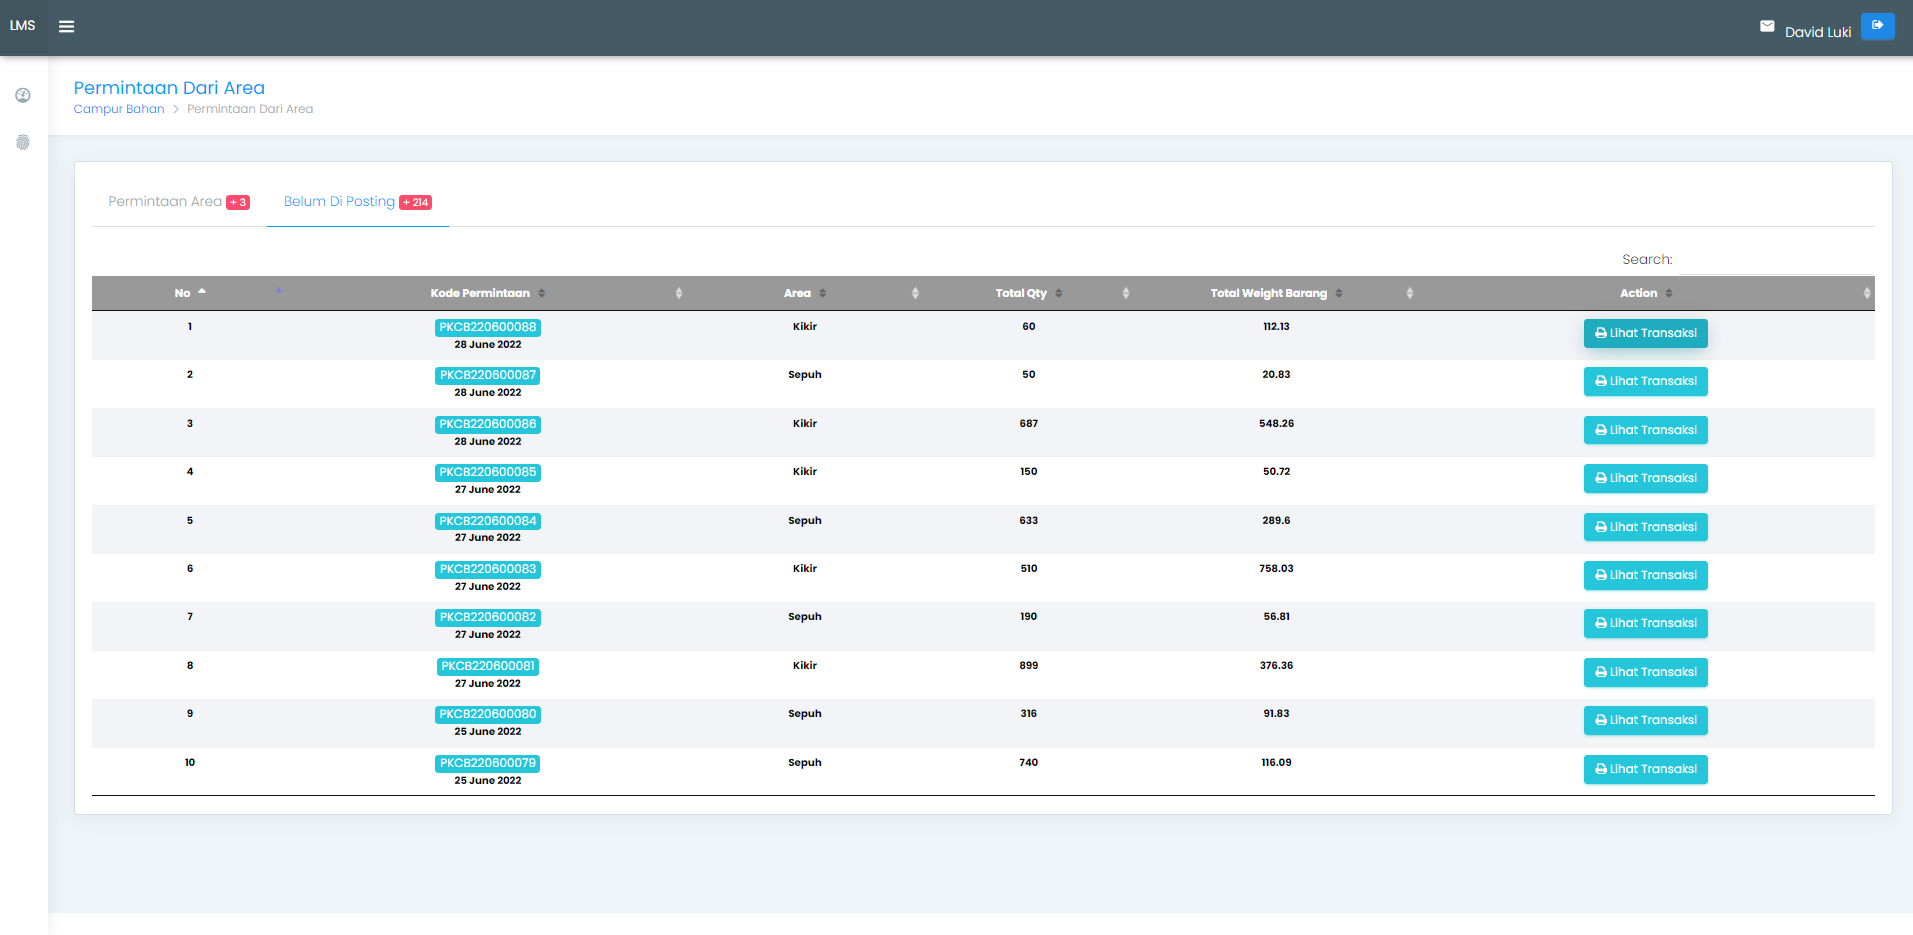 LMS
David Luki
Permintaan Dari Area
Campur Bahan > Permintaan Dari Area
Permintaan Area + 3 Belum Di Posting + 214
Search:
No Kode Permintaan Area Total Qty Total Weight Barang Action
1 PKCB220600088 Kikir 60 112.13 Lihat Transaksi
28 June 2022
2 PKCB220600087 Sepuh 50 20.83 Lihat Transaksi
28 June 2022
3 PKCB220600086 Kikir 687 548.26 Lihat Transaksi
28 June 2022
4 PKCB220600085 Kikir 150 50.72 Lihat Transaksi
27 June 2022
5 PKCB220600084 Sepuh 633 289.6 Lihat Transaksi
27 June 2022
6 PKCB220600083 Kikir 510 758.03 Lihat Transaksi
27 June 2022
7 PKCB220600082 Sepuh 190 56.81 Lihat Transaksi
27 June 2022
8 PKCB220600081 Kikir 899 376.36 Lihat Transaksi
27 June 2022
9 PKCB220600080 Sepuh 316 91.83 Lihat Transaksi
25 June 2022
10 PKCB220600079 Sepuh 740 116.09 Lihat Transaksi
25 June 2022